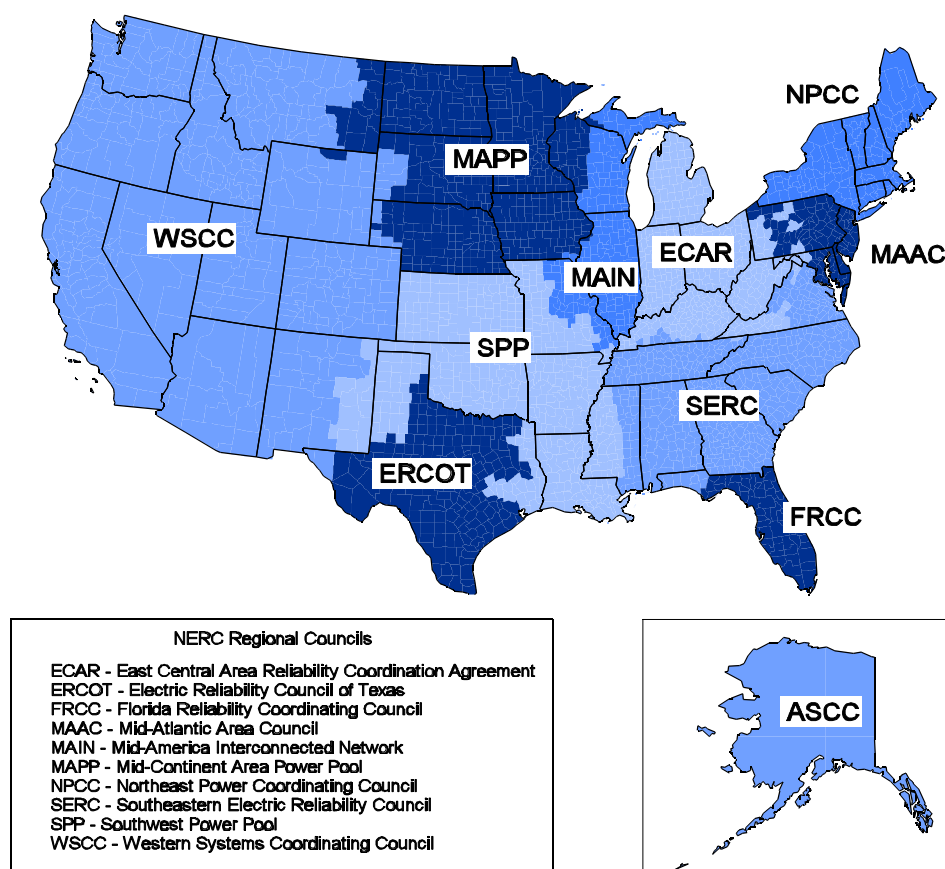 NPCC
MAPP
WSCC
ECAR
MAAC
MAIN
SPP
SERC
ERCOT
FRCC
NERC Regional Councils
ECAR - East Central Area Reliability Coordination Agreement
ERCOT - Electric Reliability Council of Texas
FRCC - Florida Reliability Coordinating Council
MAAC - Mid-Atlantic Area Council
MAIN - Mid-America Interconnected Network
MAPP - Mid-Continent Area Power Pool
NPCC - Northeast Power Coordinating Council
SERC - Southeastern Electric Reliability Council
SPP - Southwest Power Pool
WSCC - Western Systems Coordinating Council
ASCC